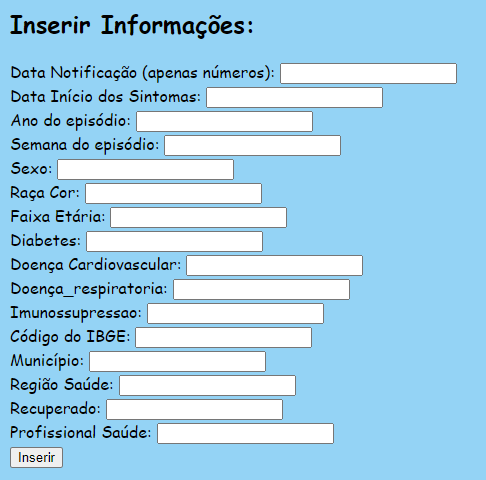 Inserir Informações:
Data Notificação (apenas números):
Data Início dos Sintomas:
Ano do episódio:
Semana do episódio:
Sexo:
Raça Cor:
Faixa Etária:
Diabetes:
Doença Cardiovascular:
Doença_respiratoria:
Imunossupressao:
Código do IBGE:
Município:
Região Saúde:
Recuperado:
Profissional Saúde:
Inserir